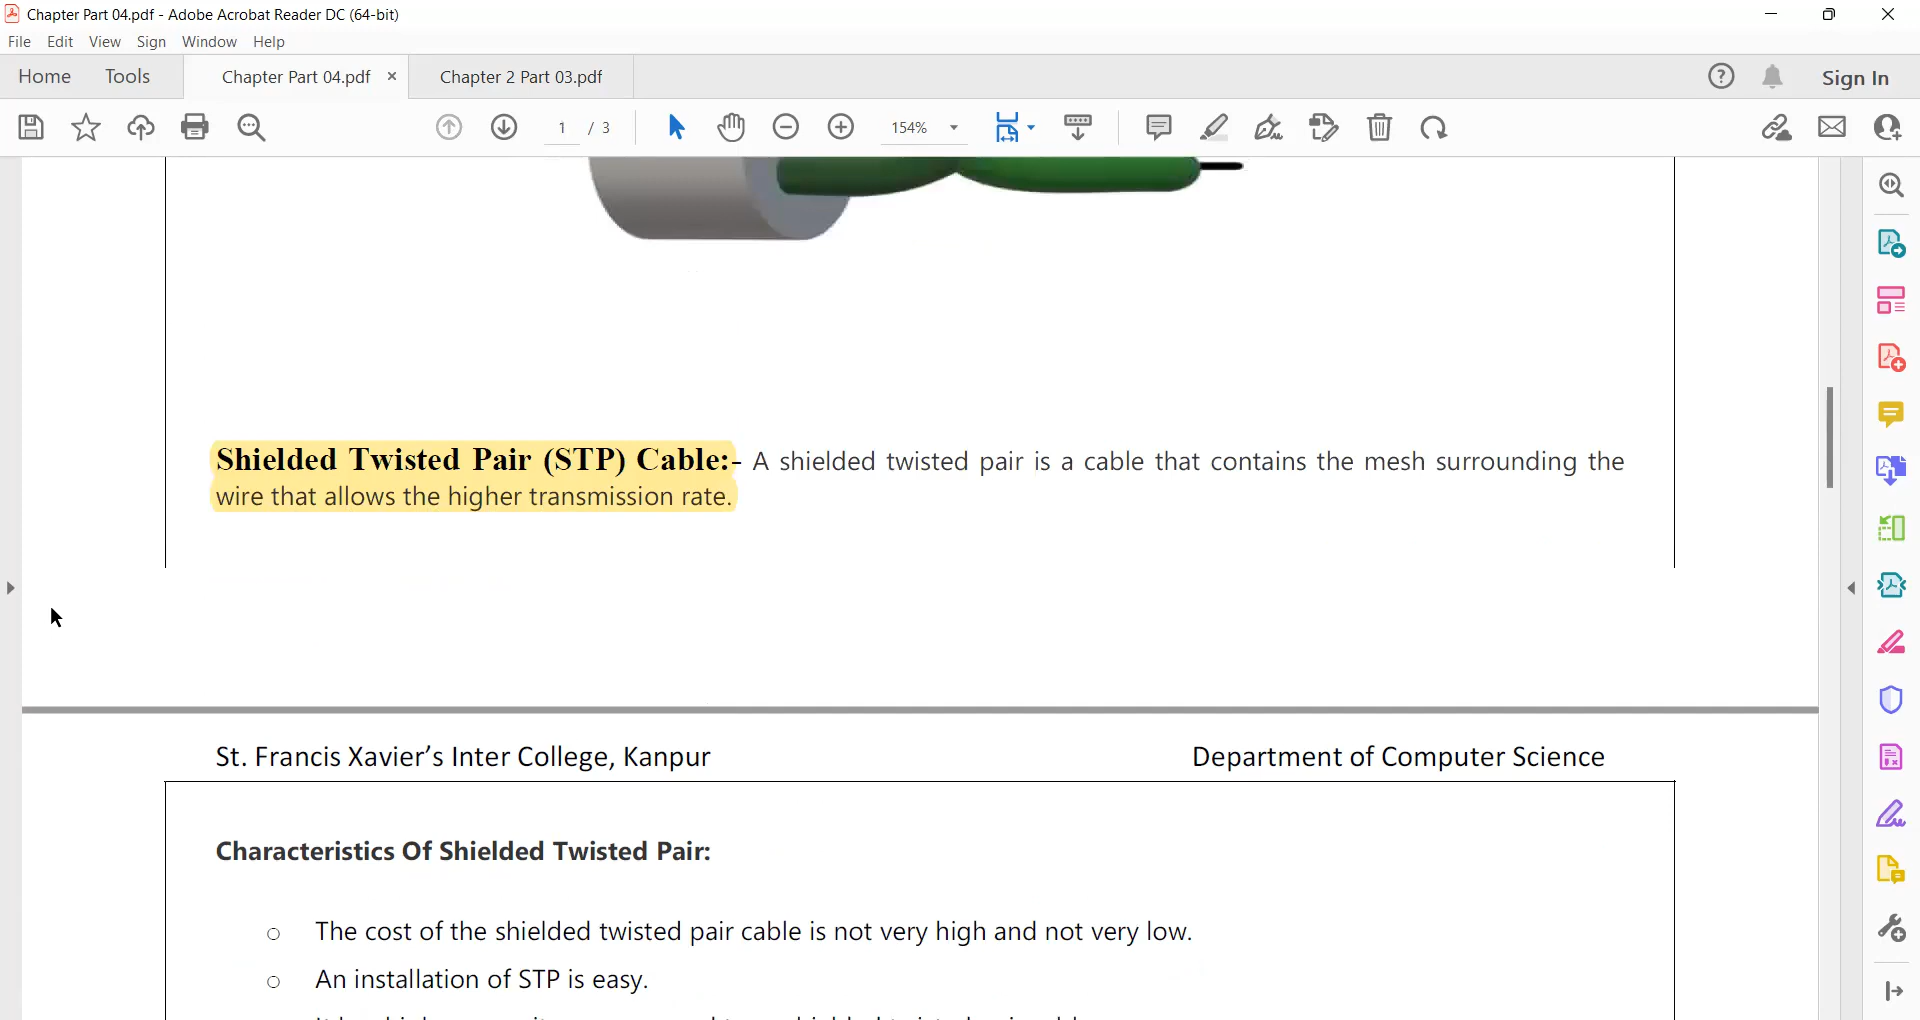 Chapter Part 04.pdf - Adobe Acrobat Reader DC (64-bit)
File Edit View Sign Window Help
Home Tools Chapter Part 04.pdf × Chapter 2 Part 03.pdf Sign In
1 / 3 154%
Shielded Twisted Pair (STP) Cable:- A shielded twisted pair is a cable that contains the mesh surrounding the
wire that allows the higher transmission rate.
St. Francis Xavier’s Inter College, Kanpur Department of Computer Science
Characteristics Of Shielded Twisted Pair:
o The cost of the shielded twisted pair cable is not very high and not very low.
o An installation of STP is easy.